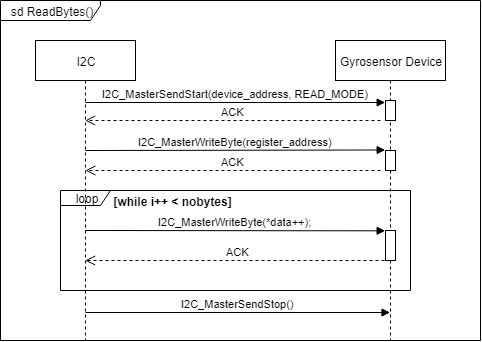 sd ReadBytes()
I2C
Gyrosensor Device
I2C_MasterSendStart(device_address, READ_MODE)
ACK
I2C_MasterWriteByte(register_address)
ACK
loop
[while i++ < nobytes]
I2C_MasterWriteByte(*data++);
ACK
I2C_MasterSendStop()